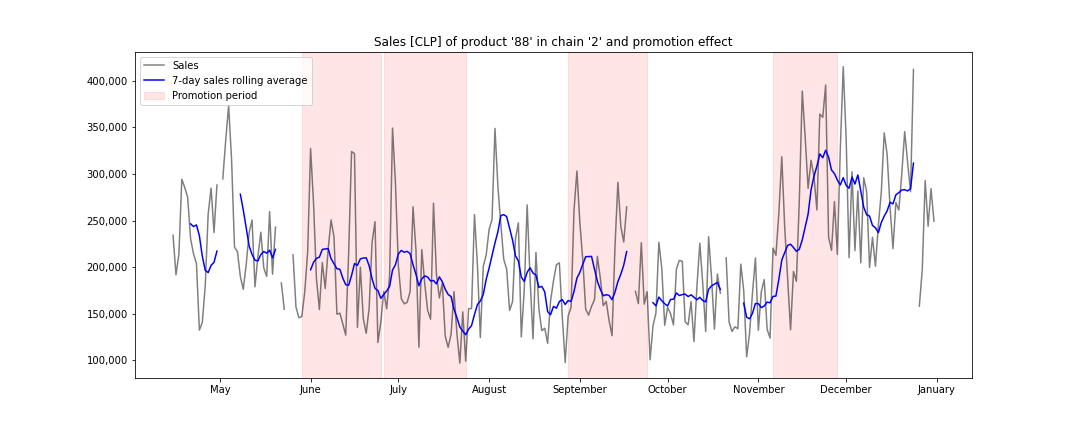 Sales [CLP] of product '88' in chain '2' and promotion effect
Sales
7-day sales rolling average
Promotion period
400,000
350,000
300,000
250,000
200,000
150,000
100,000
May June July August September October November December January